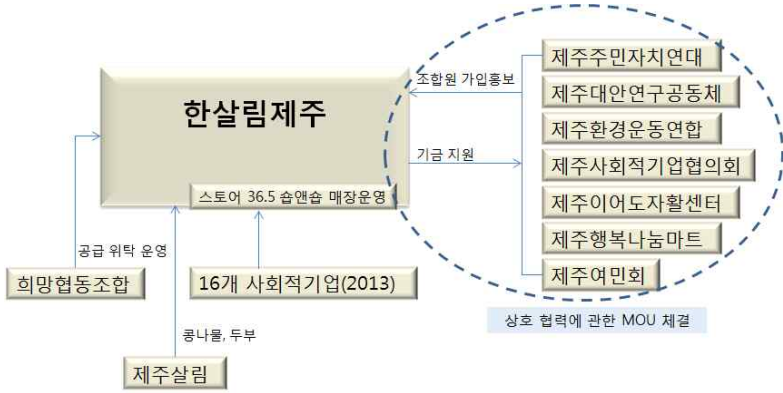 한살림제주
스토어 36.5 숍앤숍 매장운영
조합원 가입홍보
기금 지원
제주주민자치연대
제주대안연구공동체
제주환경운동연합
제주사회적기업협의회
제주이어도자활센터
제주행복나눔마트
제주여민회
상호 협력에 관한 MOU 체결
공급 위탁 운영
희망협동조합
16개 사회적기업(2013)
콩나물, 두부
제주살림